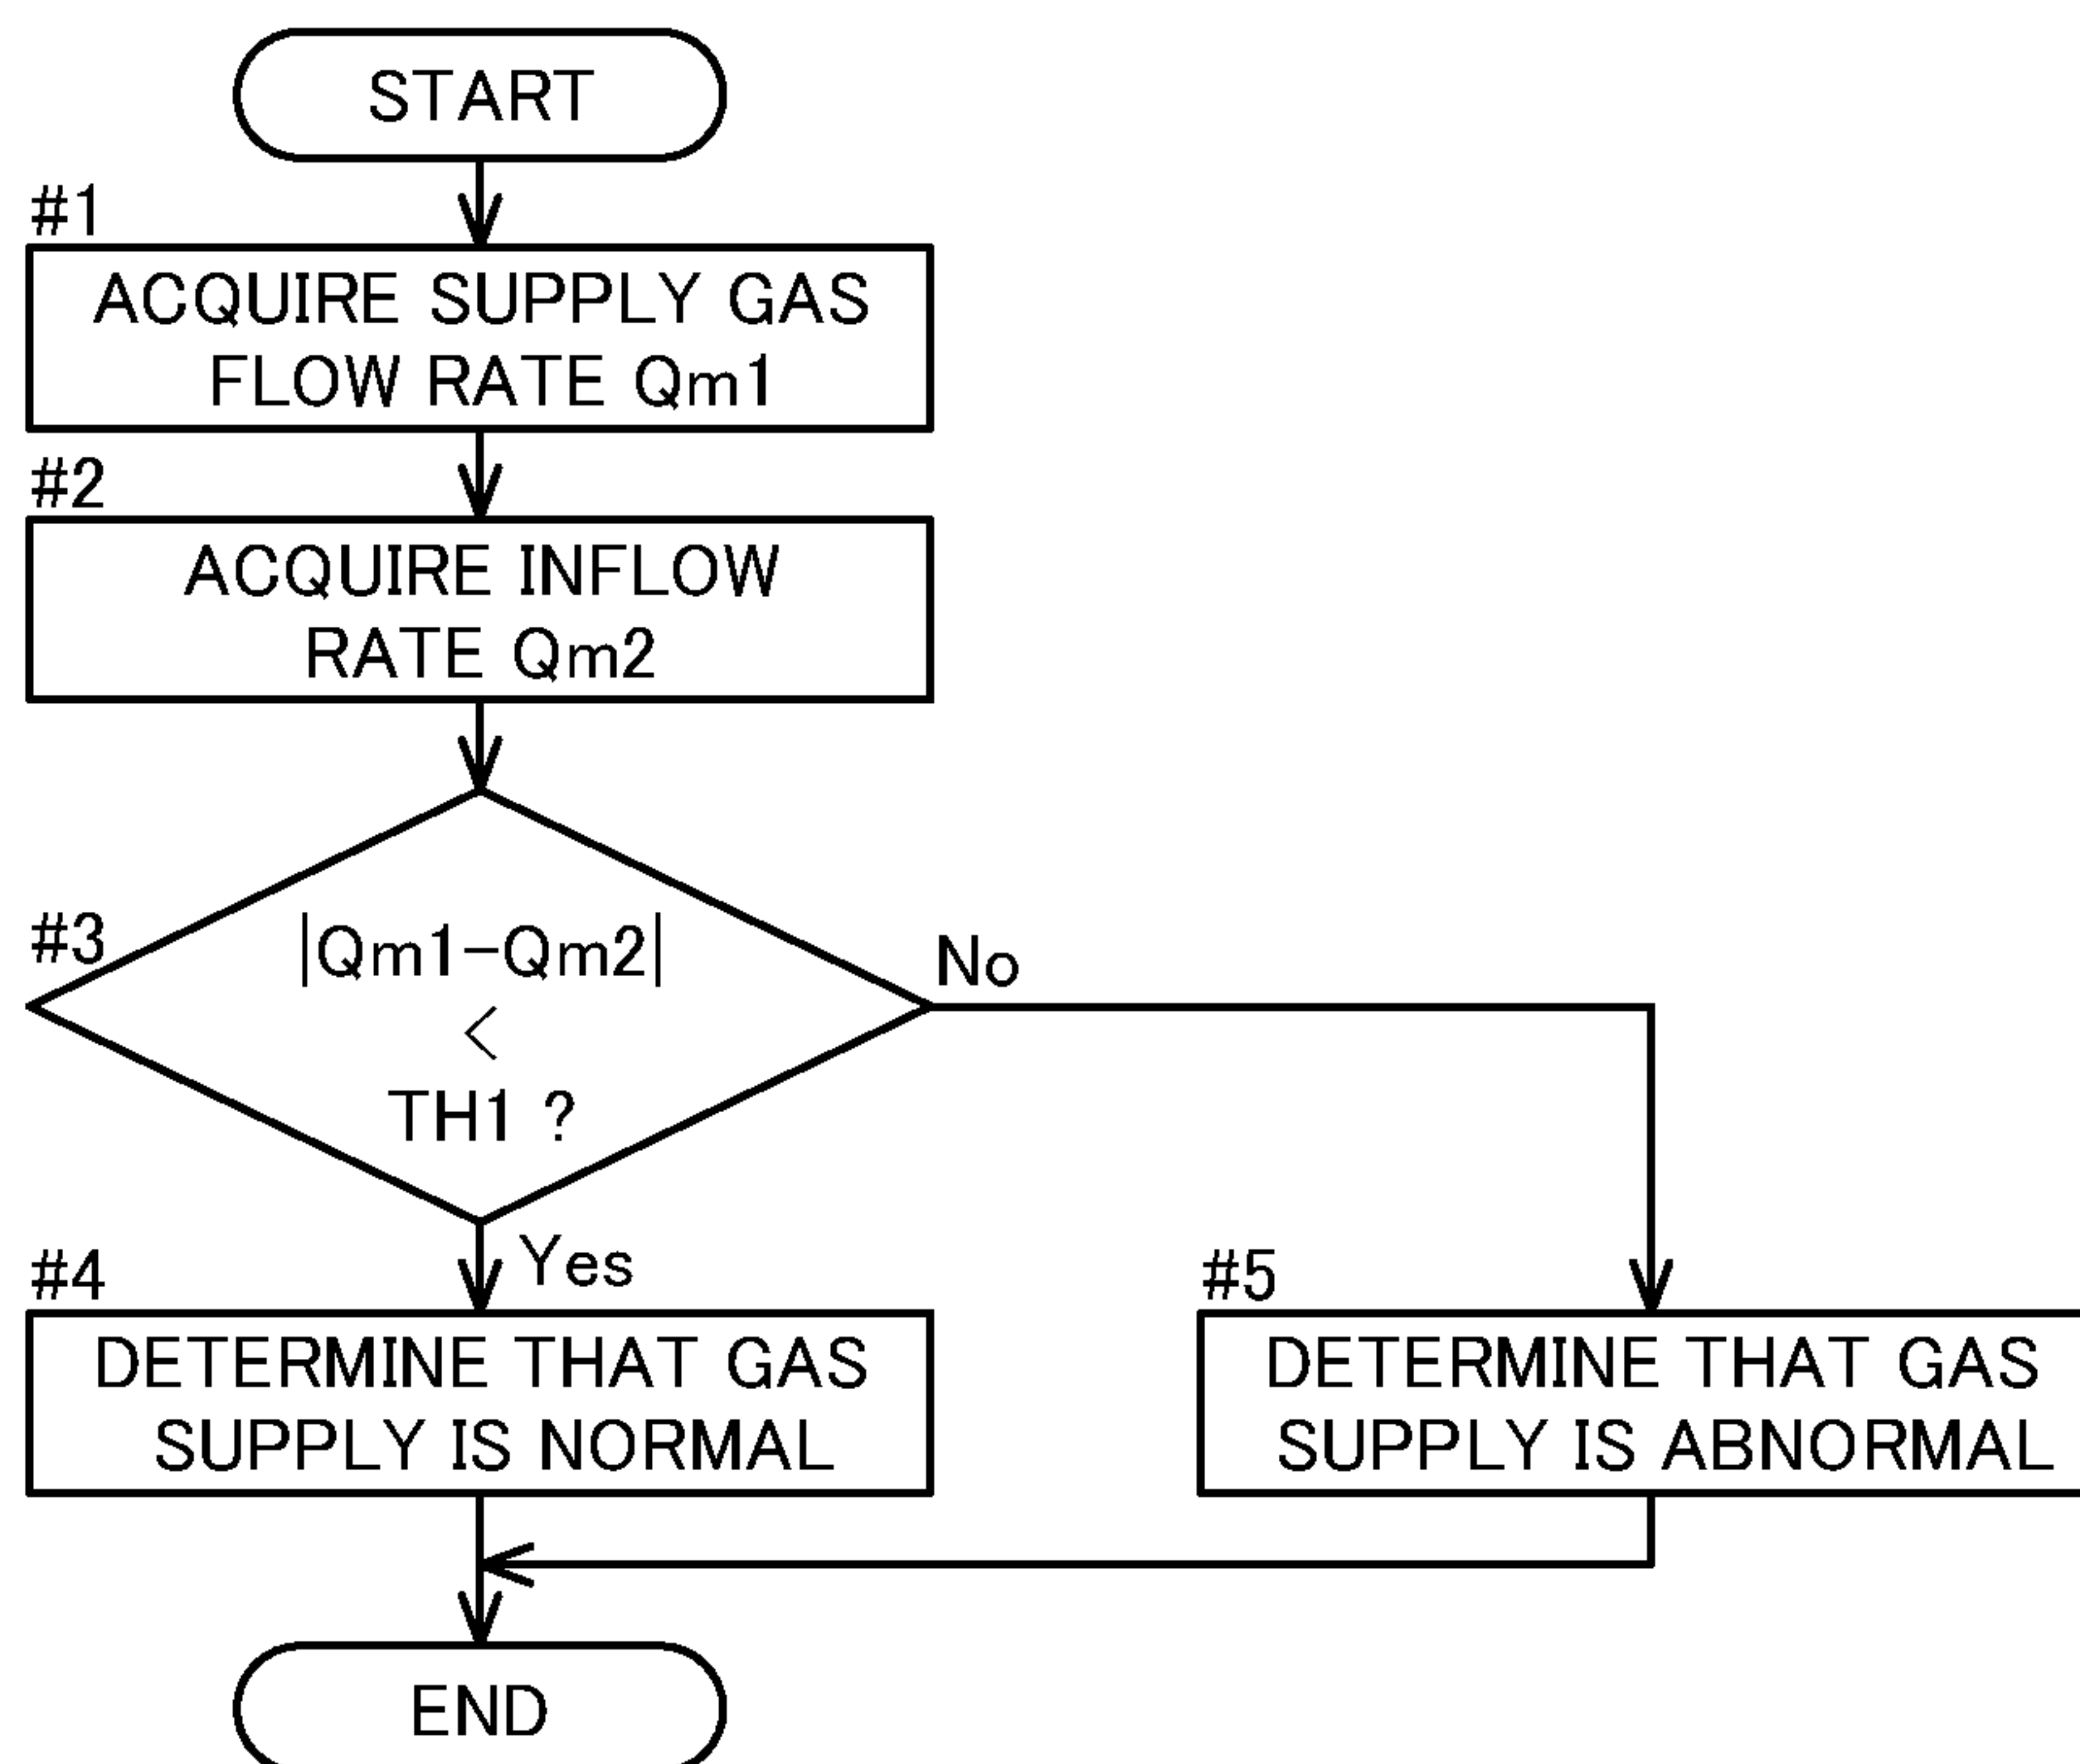 START
#1
ACQUIRE SUPPLY GAS
FLOW RATE Qm1
#2
ACQUIRE INFLOW
RATE Qm2
#3
|Qm1-Qm2|
<
TH1 ?
No
Yes
#4
DETERMINE THAT GAS
SUPPLY IS NORMAL
#5
DETERMINE THAT GAS
SUPPLY IS ABNORMAL
END